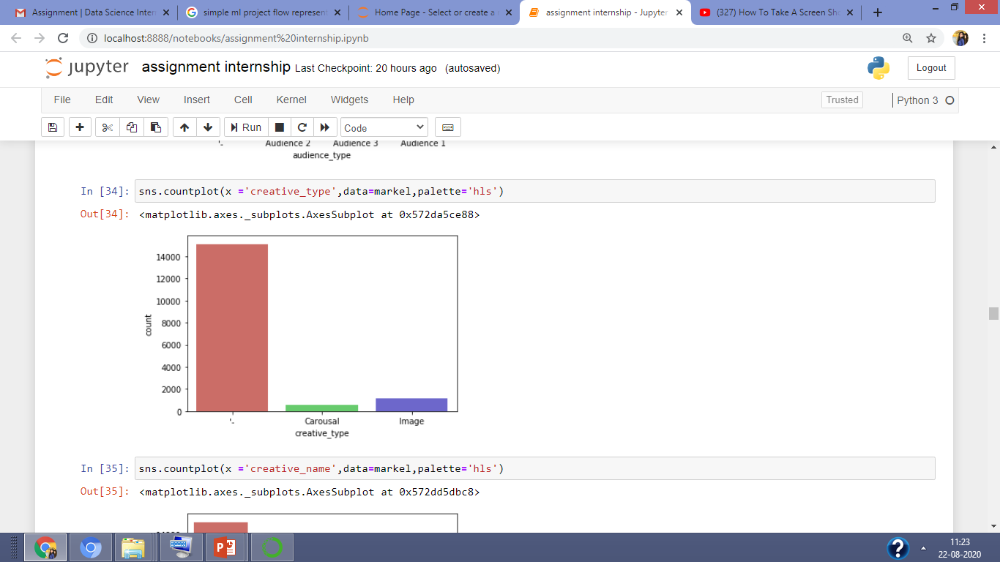 Assignment | Data Science Inter
simple ml project flow represent
Home Page - Select or create a
assignment internship - Jupyter
(327) How To Take A Screen Sh
localhost:8888/notebooks/assignment%20internship.ipynb
jupyter assignment internship Last Checkpoint: 20 hours ago (autosaved)
Logout
File Edit View Insert Cell Kernel Widgets Help
Trusted
Python 3
Run
Code
'- Audience 2 Audience 3 Audience 1
audience_type
In [34]: sns.countplot(x ='creative_type',data=markel,palette='hls')
Out[34]: <matplotlib.axes._subplots.AxesSubplot at 0x572da5ce88>
14000
12000
10000
8000
6000
4000
2000
0
count
'- Carousal Image
creative_type
In [35]: sns.countplot(x ='creative_name',data=markel,palette='hls')
Out[35]: <matplotlib.axes._subplots.AxesSubplot at 0x572dd5dbc8>
11:23
22-08-2020